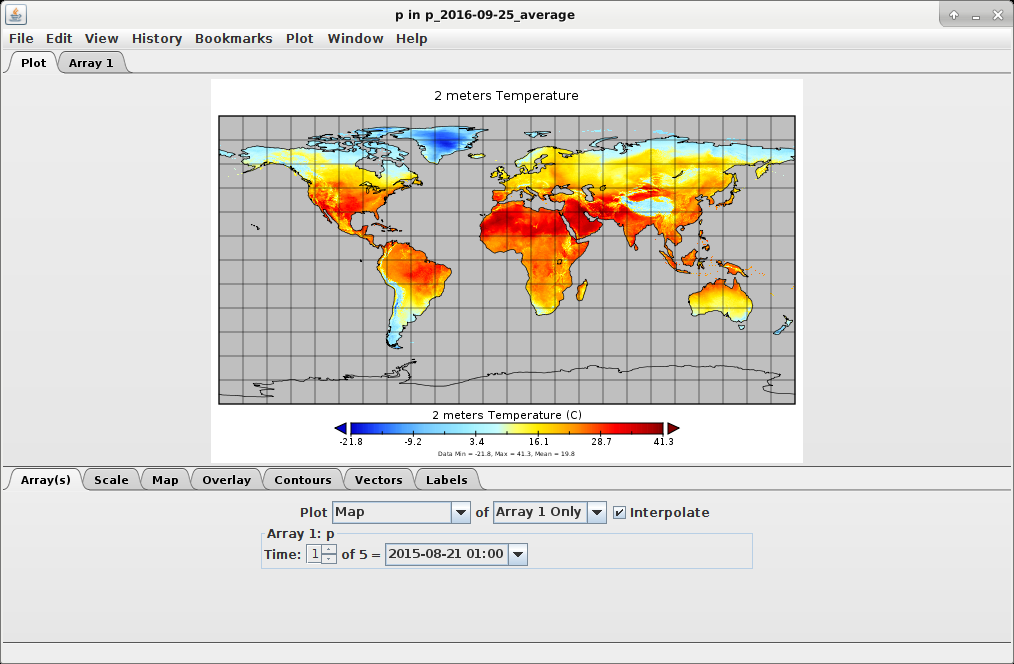 p in p_2016-09-25_average
File Edit View History Bookmarks Plot Window Help
Plot Array 1
2 meters Temperature
2 meters Temperature (C)
-21.8 -9.2 3.4 16.1 28.7 41.3
Data Min = -21.8, Max = 41.3, Mean = 19.8
Array(s) Scale Map Overlay Contours Vectors Labels
Plot Map of Array 1 Only Interpolate
Array 1: p
Time: 1 of 5 = 2015-08-21 01:00